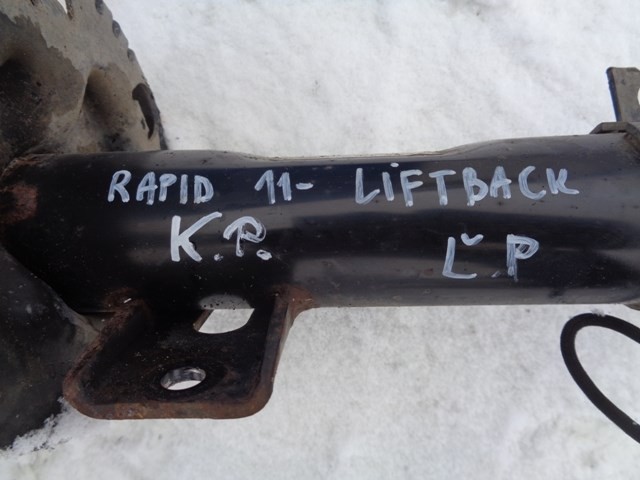 RAPID 11- LIFTBACK
K.P. Ľ.P